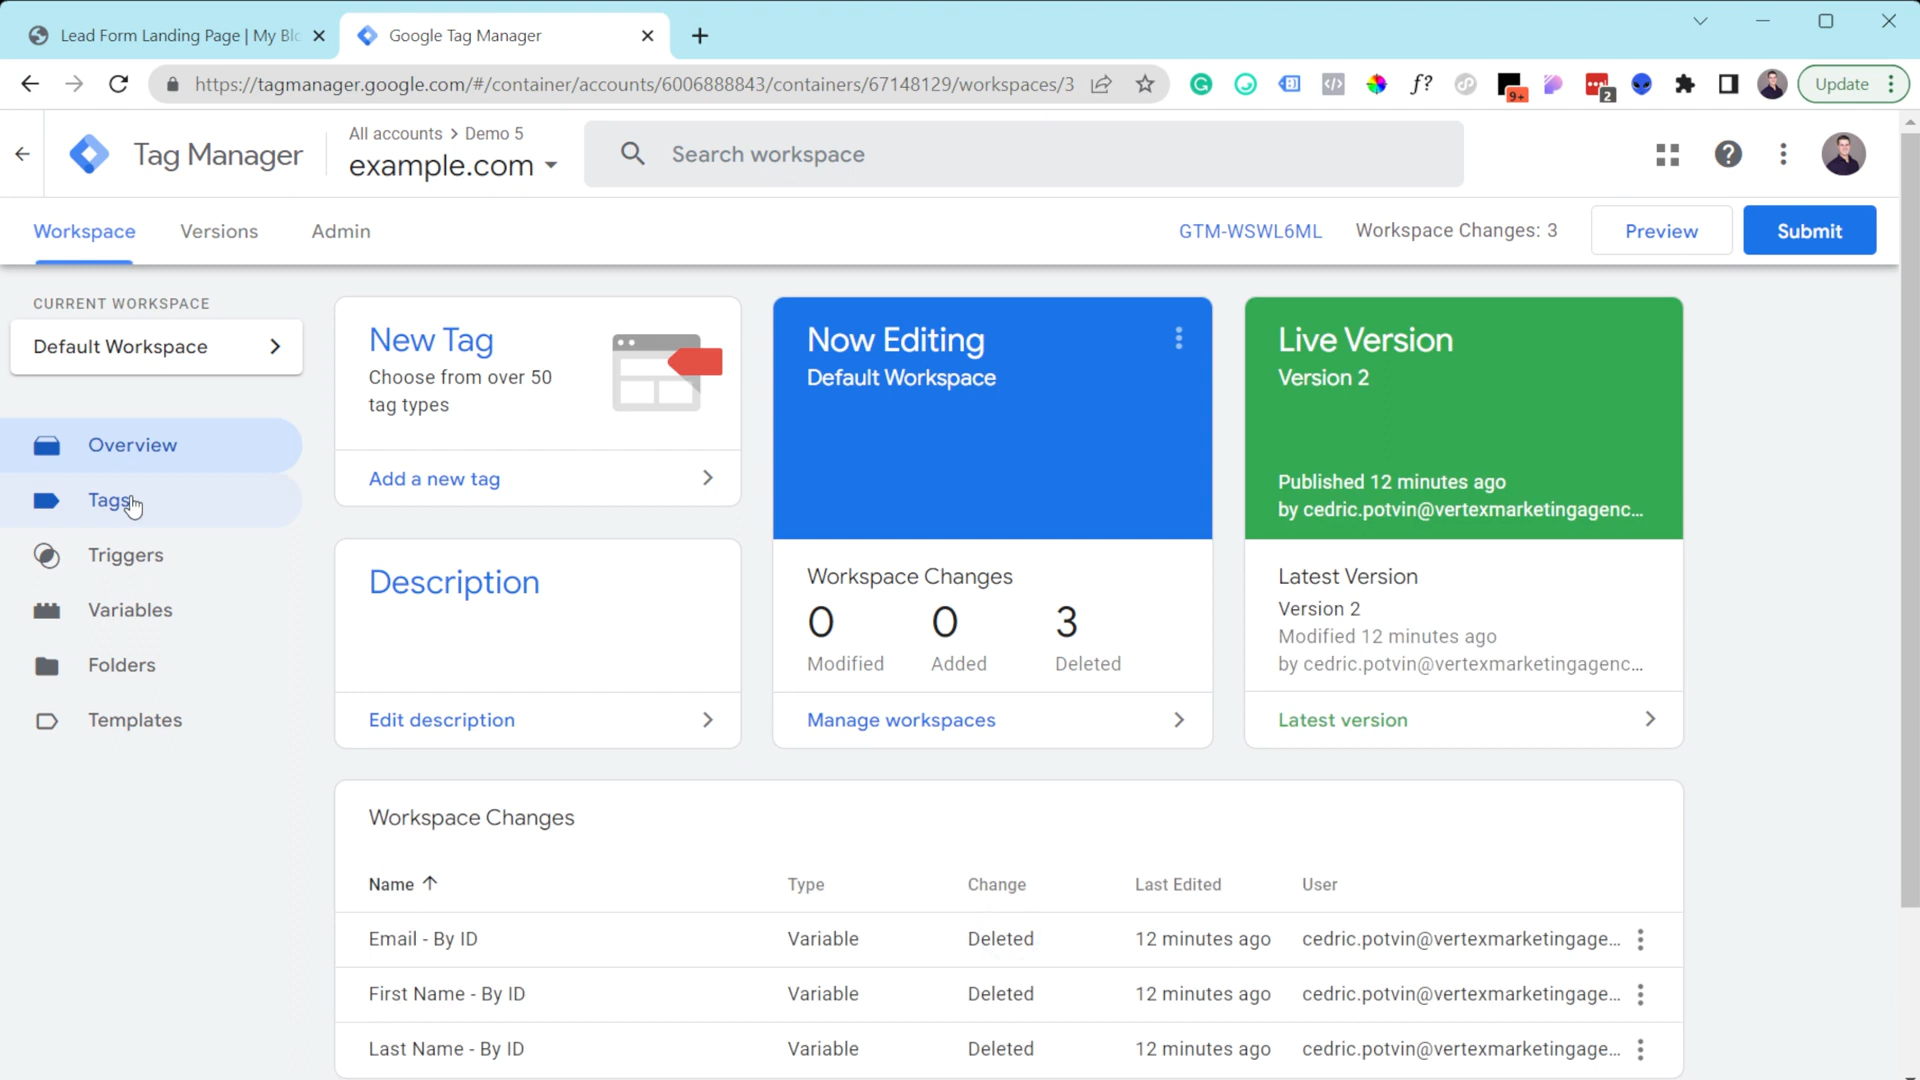 Lead Form Landing Page | My Blo
Google Tag Manager
https://tagmanager.google.com/#/container/accounts/6006888843/containers/67148129/workspaces/3
f?
9+
2
Update
Tag Manager
All accounts > Demo 5
example.com
Search workspace
Workspace
Versions
Admin
GTM-WSWL6ML
Workspace Changes: 3
Preview
Submit
CURRENT WORKSPACE
Default Workspace
Overview
Tags
Triggers
Variables
Folders
Templates
New Tag
Choose from over 50
tag types
Add a new tag
Description
Edit description
Now Editing
Default Workspace
Workspace Changes
0 0 3
Modified Added Deleted
Manage workspaces
Live Version
Version 2
Published 12 minutes ago
by cedric.potvin@vertexmarketingagenc...
Latest Version
Version 2
Modified 12 minutes ago
by cedric.potvin@vertexmarketingagenc...
Latest version
Workspace Changes
Name Type Change Last Edited User
Email - By ID Variable Deleted 12 minutes ago cedric.potvin@vertexmarketingage...
First Name - By ID Variable Deleted 12 minutes ago cedric.potvin@vertexmarketingage...
Last Name - By ID Variable Deleted 12 minutes ago cedric.potvin@vertexmarketingage...